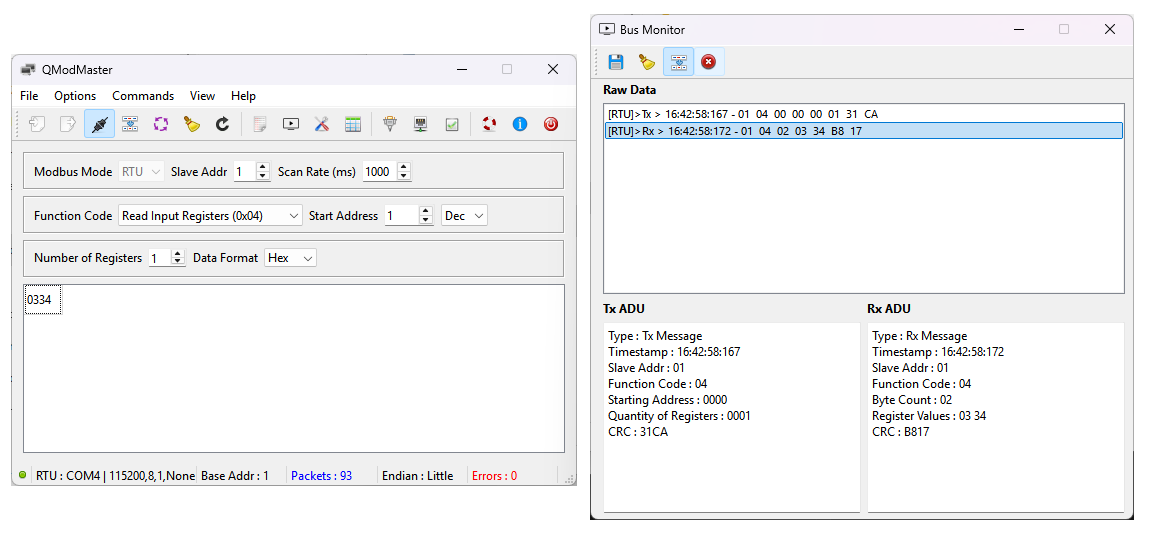 QModMaster
File Options Commands View Help
Modbus Mode RTU Slave Addr 1 Scan Rate (ms) 1000
Function Code Read Input Registers (0x04) Start Address 1 Dec
Number of Registers 1 Data Format Hex
0334
RTU : COM4 | 115200,8,1,None Base Addr : 1 Packets : 93 Endian : Little Errors : 0
Bus Monitor
Raw Data
[RTU]>Tx > 16:42:58:167 - 01 04 00 00 00 01 31 CA
[RTU]>Rx > 16:42:58:172 - 01 04 02 03 34 B8 17
Tx ADU
Type : Tx Message
Timestamp : 16:42:58:167
Slave Addr : 01
Function Code : 04
Starting Address : 0000
Quantity of Registers : 0001
CRC : 31CA
Rx ADU
Type : Rx Message
Timestamp : 16:42:58:172
Slave Addr : 01
Function Code : 04
Byte Count : 02
Register Values : 03 34
CRC : B817